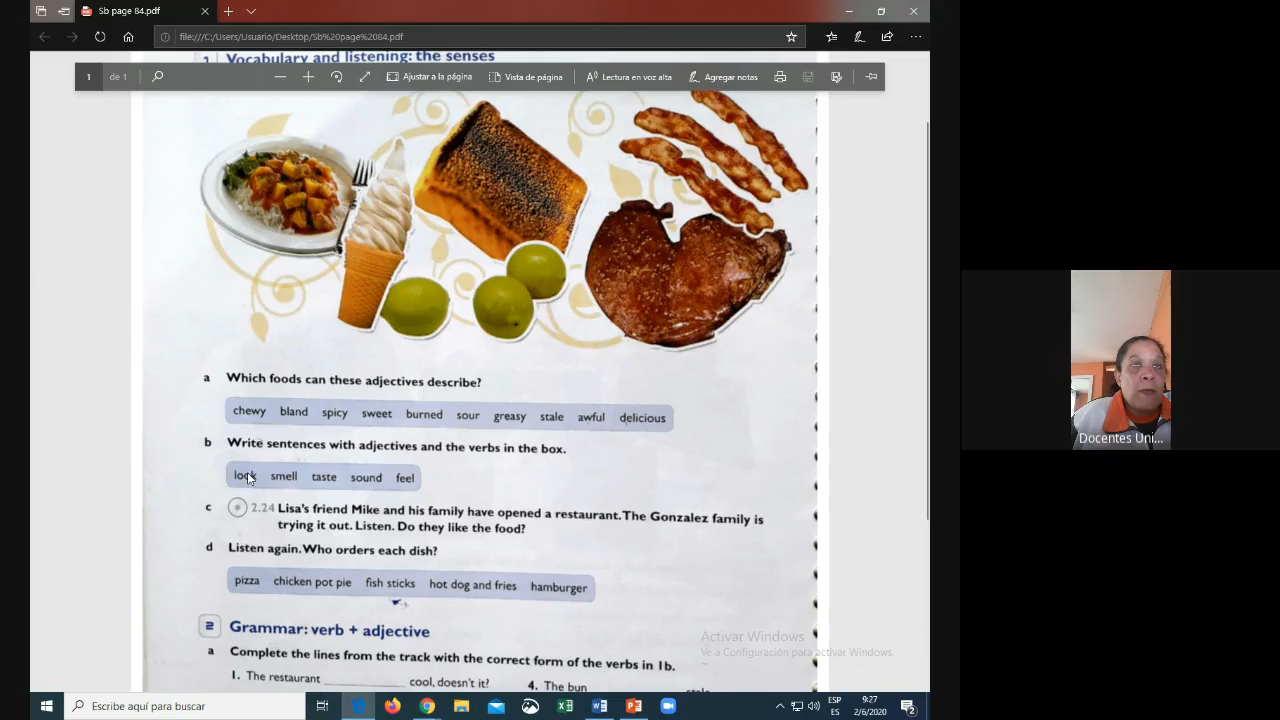 Sb page 84.pdf
file:///C:/Users/Usuario/Desktop/Sb%20page%2084.pdf
1 de 1
Ajustar a la página
Vista de página
Lectura en voz alta
Agregar notas
1 Vocabulary and listening: the senses
a Which foods can these adjectives describe?
chewy bland spicy sweet burned sour greasy stale awful delicious
b Write sentences with adjectives and the verbs in the box.
look smell taste sound feel
c 2.24 Lisa's friend Mike and his family have opened a restaurant. The Gonzalez family is
trying it out. Listen. Do they like the food?
d Listen again. Who orders each dish?
pizza chicken pot pie fish sticks hot dog and fries hamburger
2 Grammar: verb + adjective
a Complete the lines from the track with the correct form of the verbs in 1b.
1. The restaurant ____________ cool, doesn't it?
4. The bun
stale
Activar Windows
Ve a Configuración para activar Windows.
Docentes Uni...
Escribe aquí para buscar
ESP
ES
9:27
2/6/2020
2